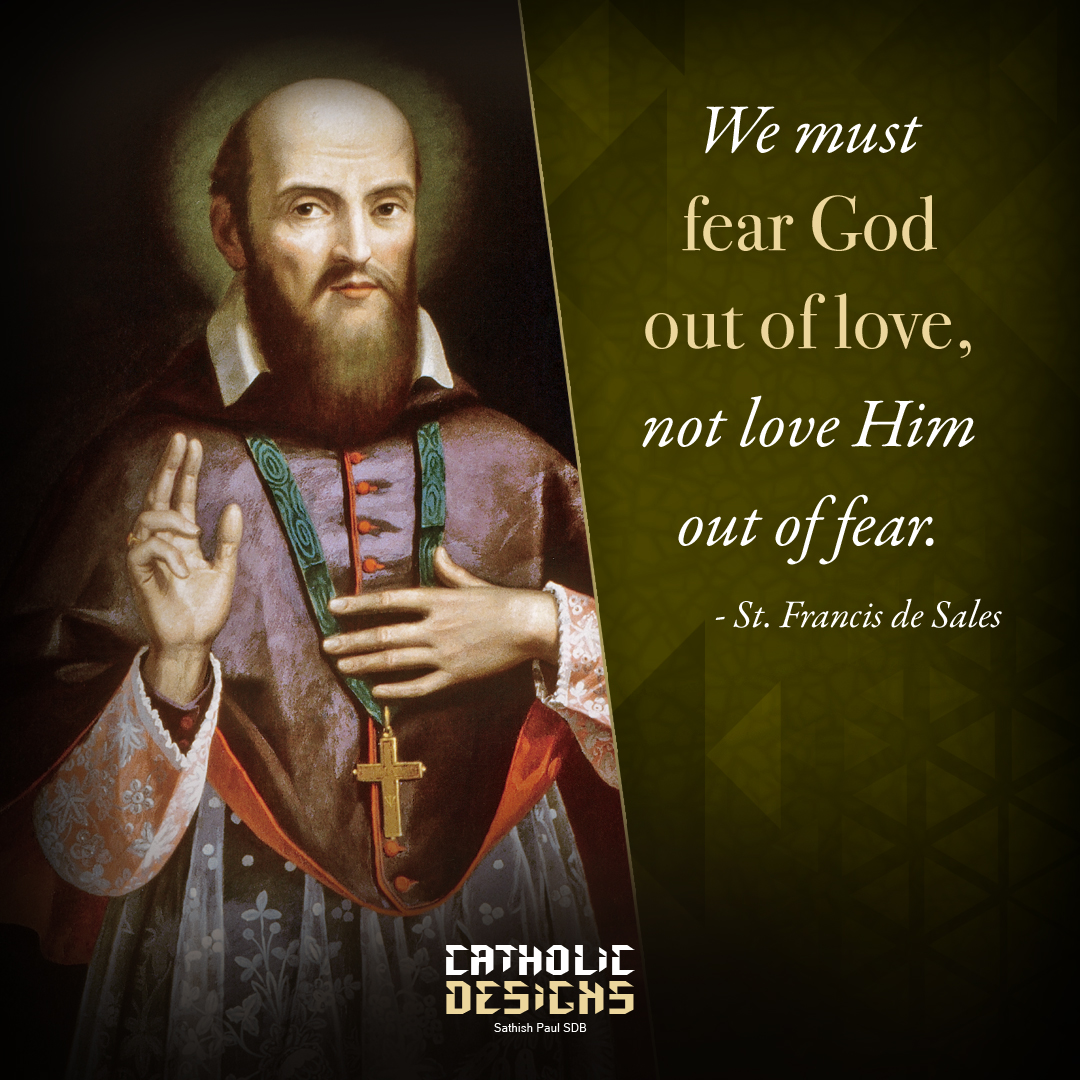 We must
fear God
out of love,
not love Him
out of fear.
- St. Francis de Sales
CATHOLIC
DESIGNS
Sathish Paul SDB